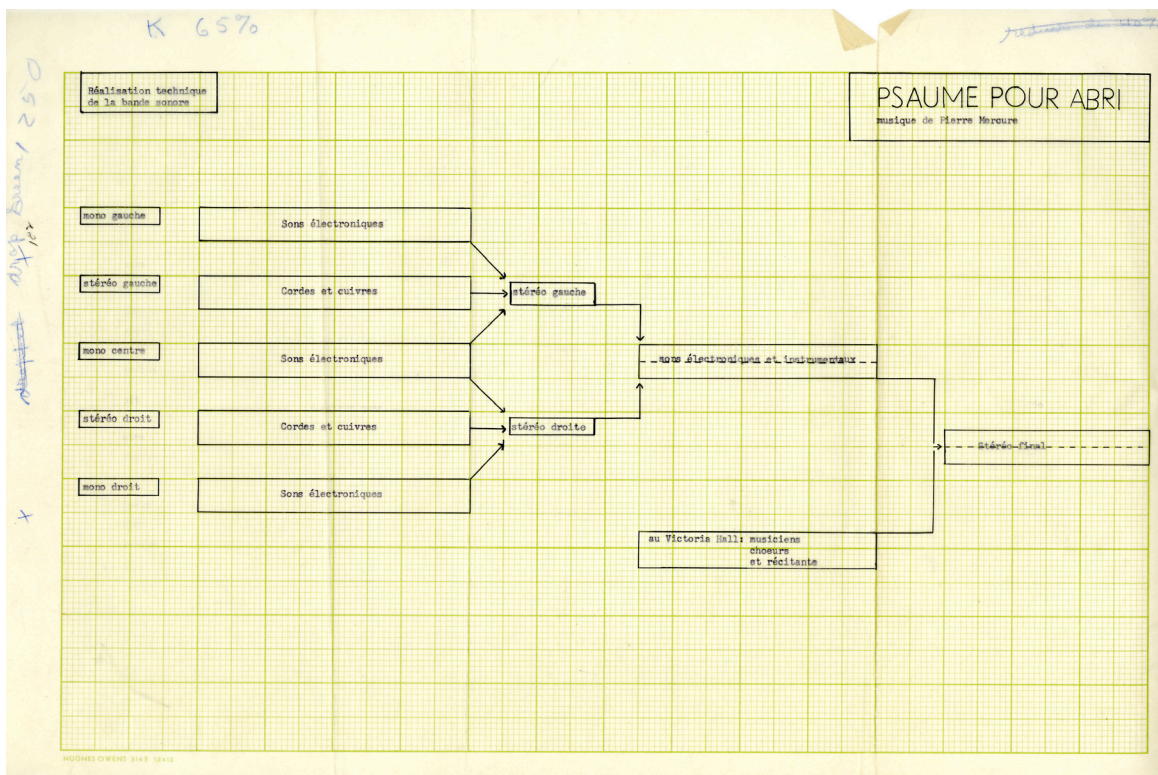 K 65%
Réalisation technique
de la bande sonore
PSAUME POUR ABRI
musique de Pierre Mercure
250
mono gauche
Sons électroniques
stéréo gauche
Cordes et cuivres
stéréo gauche
mono centre
Sons électroniques
sons électroniques et instrumentaux
stéréo droit
Cordes et cuivres
stéréo droite
Stéréo final
mono droit
Sons électroniques
x
au Victoria Hall: musiciens
choeurs
et récitante
HUGHES OWENS